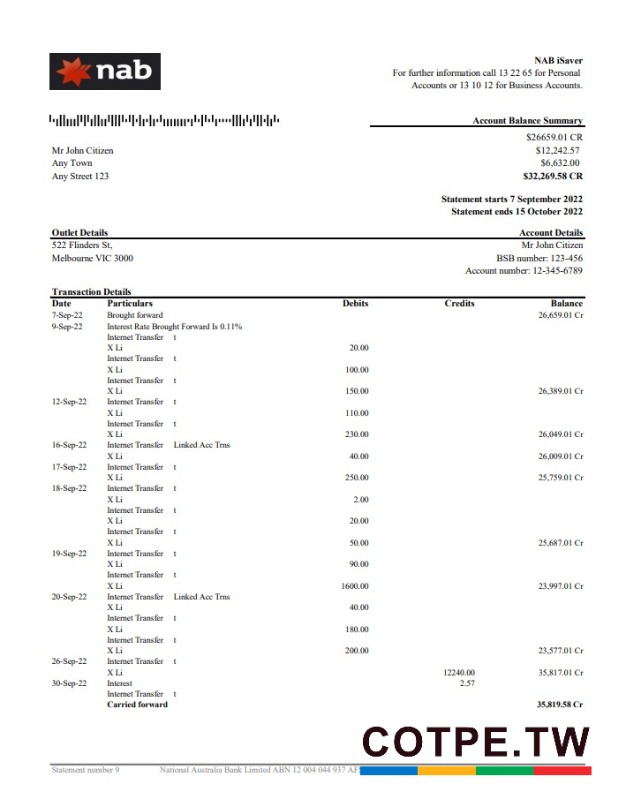 nab
NAB iSaver
For further information call 13 22 65 for Personal
Accounts or 13 10 12 for Business Accounts.
Account Balance Summary
$26659.01 CR
Mr John Citizen $12,242.57
Any Town $6,632.00
Any Street 123 $32,269.58 CR
Statement starts 7 September 2022
Statement ends 15 October 2022
Outlet Details Account Details
522 Flinders St, Mr John Citizen
Melbourne VIC 3000 BSB number: 123-456
Account number: 12-345-6789
Transaction Details
Date Particulars Debits Credits Balance
7-Sep-22 Brought forward 26,659.01 Cr
9-Sep-22 Interest Rate Brought Forward Is 0.11%
Internet Transfer t
X Li 20.00
Internet Transfer t
X Li 100.00
Internet Transfer t
X Li 150.00 26,389.01 Cr
12-Sep-22 Internet Transfer t
X Li 110.00
Internet Transfer t
X Li 230.00 26,049.01 Cr
16-Sep-22 Internet Transfer Linked Acc Trns
X Li 40.00 26,009.01 Cr
17-Sep-22 Internet Transfer t
X Li 250.00 25,759.01 Cr
18-Sep-22 Internet Transfer t
X Li 2.00
Internet Transfer t
X Li 20.00
Internet Transfer t
X Li 50.00 25,687.01 Cr
19-Sep-22 Internet Transfer t
X Li 90.00
Internet Transfer t
X Li 1600.00 23,997.01 Cr
20-Sep-22 Internet Transfer Linked Acc Trns
X Li 40.00
Internet Transfer t
X Li 180.00
Internet Transfer t
X Li 200.00 23,577.01 Cr
26-Sep-22 Internet Transfer t
X Li 12240.00 35,817.01 Cr
30-Sep-22 Interest 2.57
Internet Transfer t
Carried forward 35,819.58 Cr
COTPE.TW
Statement number 9 National Australia Bank Limited ABN 12 004 044 937 AF